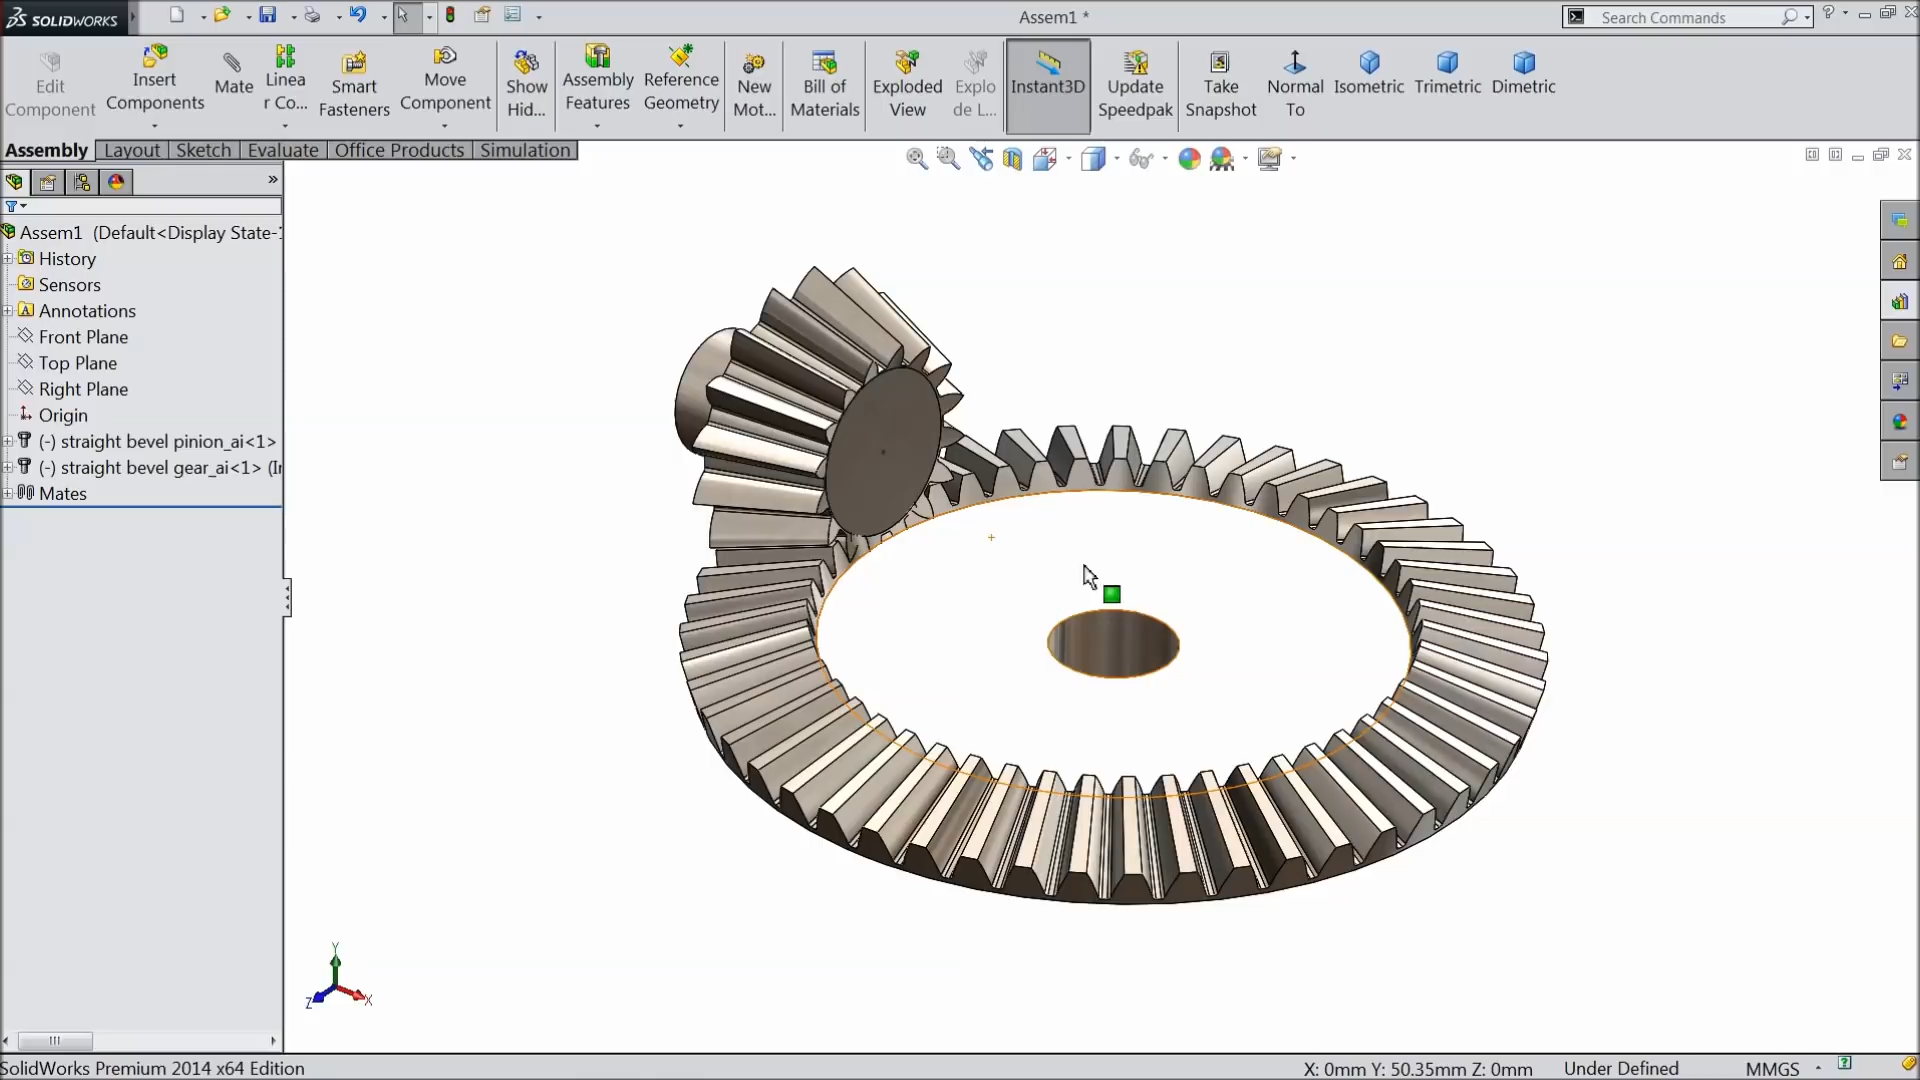 SOLIDWORKS
Assem1 *
Search Commands
Edit Component
Insert Components
Mate
Linea r Co...
Smart Fasteners
Move Component
Show Hid...
Assembly Features
Reference Geometry
New Mot...
Bill of Materials
Exploded View
Explo de L...
Instant3D
Update Speedpak
Take Snapshot
Normal To
Isometric
Trimetric
Dimetric
Assembly
Layout
Sketch
Evaluate
Office Products
Simulation
Assem1 (Default<Display State-1
History
Sensors
Annotations
Front Plane
Top Plane
Right Plane
Origin
(-) straight bevel pinion_ai<1>
(-) straight bevel gear_ai<1> (In
Mates
Y
Z
X
SolidWorks Premium 2014 x64 Edition
X: 0mm Y: 50.35mm Z: 0mm
Under Defined
MMGS